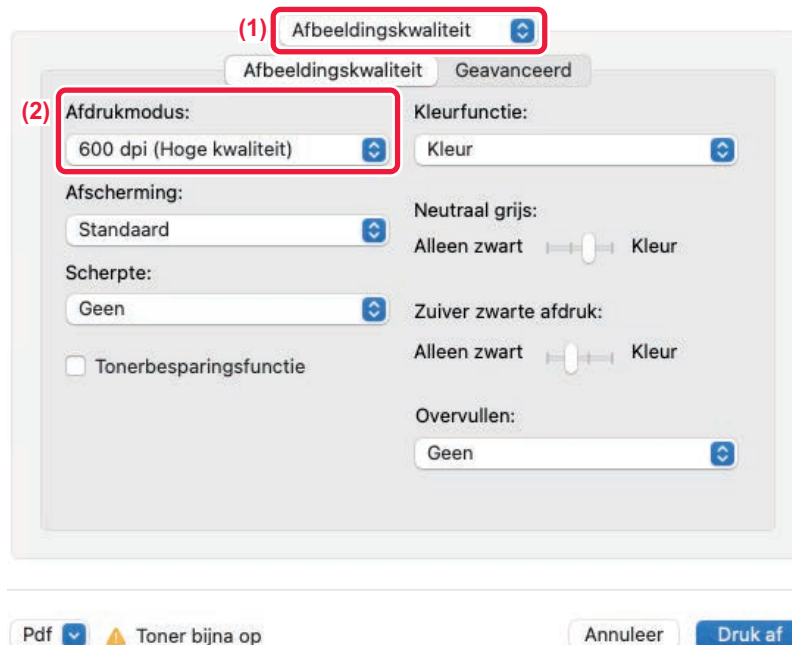 (1) Afbeeldingskwaliteit
Afbeeldingskwaliteit Geavanceerd
(2) Afdrukmodus:
600 dpi (Hoge kwaliteit)
Afscherming:
Standaard
Scherpte:
Geen
Tonerbesparingsfunctie
Kleurfunctie:
Kleur
Neutraal grijs:
Alleen zwart Kleur
Zuiver zwarte afdruk:
Alleen zwart Kleur
Overvullen:
Geen
Pdf Toner bijna op Annuleer Druk af